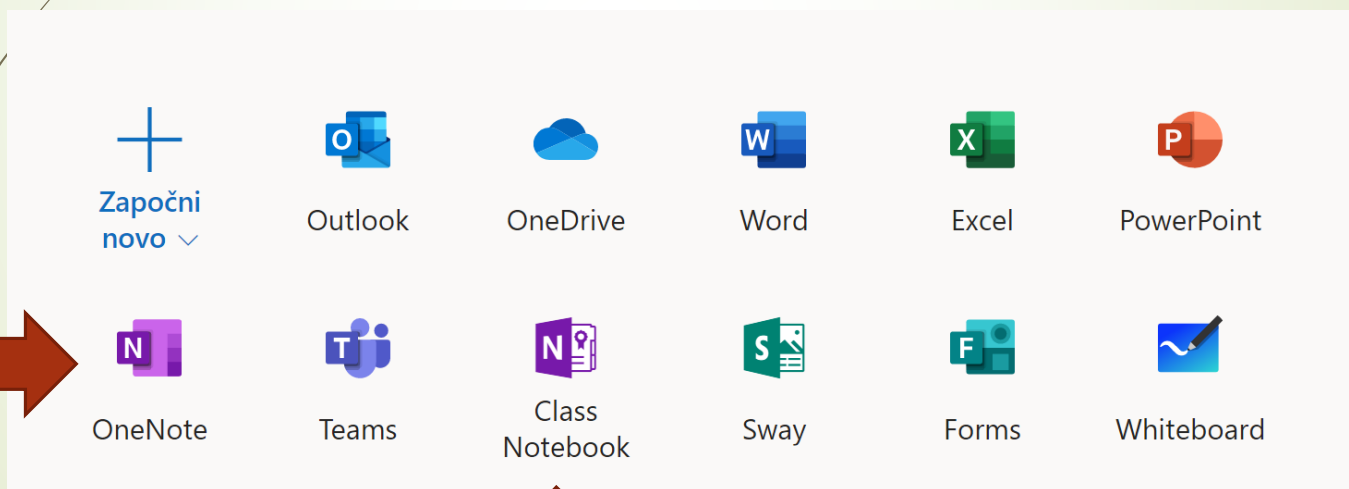 Započni
novo
Outlook
OneDrive
Word
Excel
PowerPoint
OneNote
Teams
Class
Notebook
Sway
Forms
Whiteboard